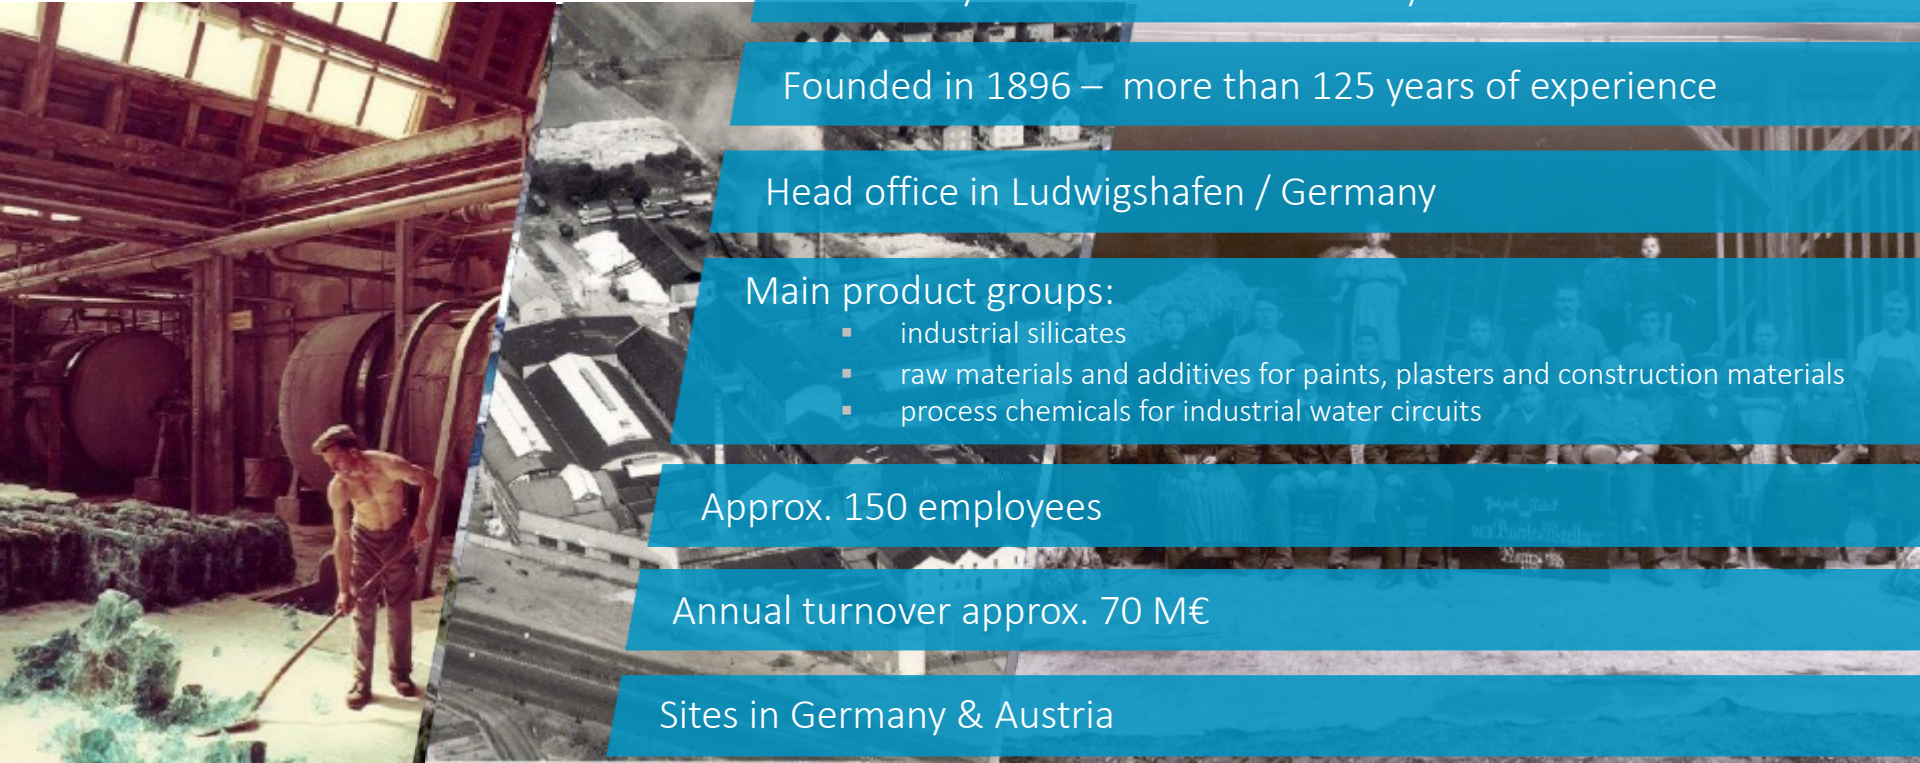 Founded in 1896 – more than 125 years of experience
Head office in Ludwigshafen / Germany
Main product groups:
▪ industrial silicates
▪ raw materials and additives for paints, plasters and construction materials
▪ process chemicals for industrial water circuits
Approx. 150 employees
Annual turnover approx. 70 M€
Sites in Germany & Austria